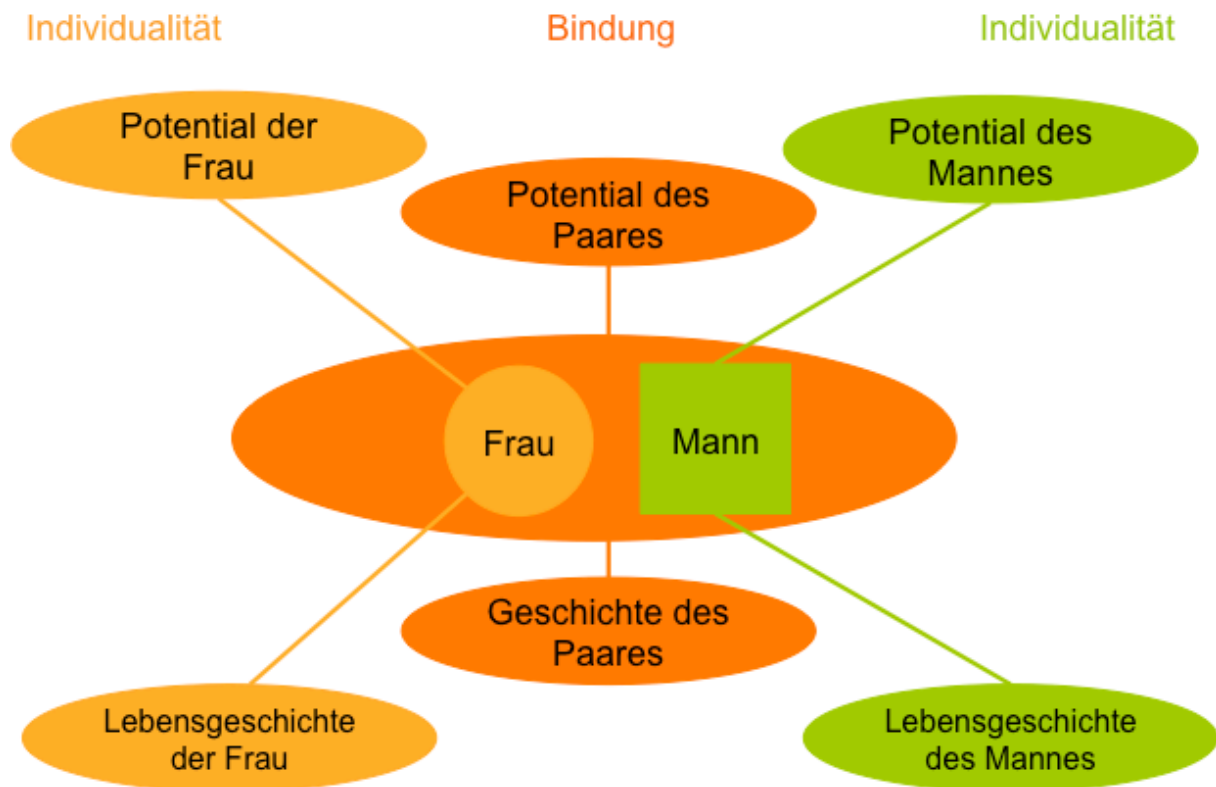 Individualität
Bindung
Individualität
Potential der
Frau
Potential des
Mannes
Potential des
Paares
Frau
Mann
Geschichte des
Paares
Lebensgeschichte
der Frau
Lebensgeschichte
des Mannes